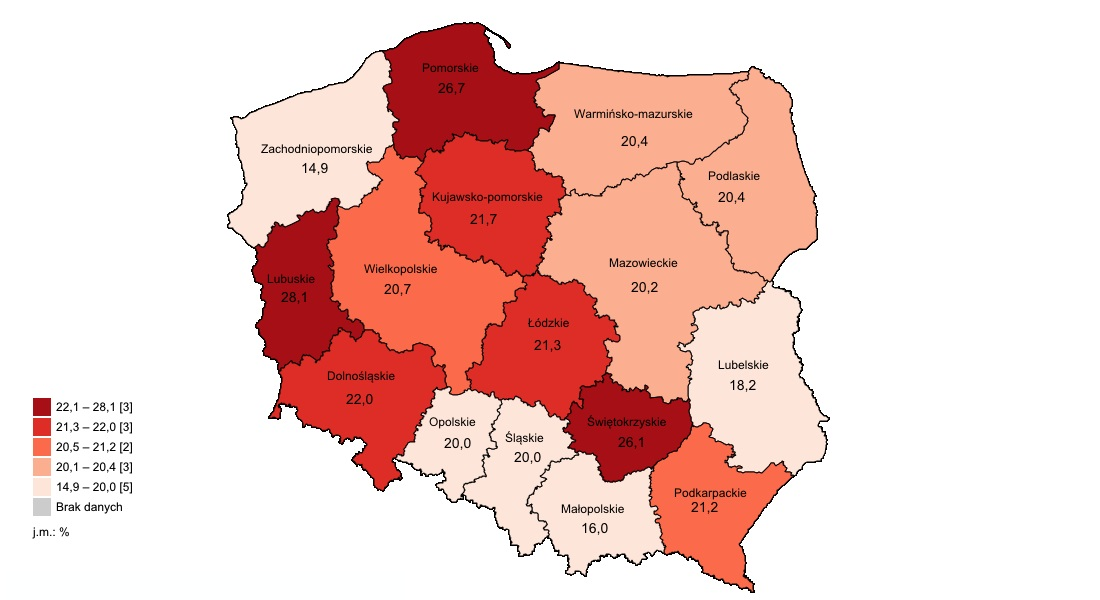 Pomorskie
26,7
Warmińsko-mazurskie
20,4
Zachodniopomorskie
14,9
Podlaskie
20,4
Kujawsko-pomorskie
21,7
Mazowieckie
20,2
Wielkopolskie
20,7
Lubuskie
28,1
Łódzkie
21,3
Lubelskie
18,2
Dolnośląskie
22,0
Opolskie
20,0
Śląskie
20,0
Świętokrzyskie
26,1
Podkarpackie
21,2
Małopolskie
16,0
22,1 – 28,1 [3]
21,3 – 22,0 [3]
20,5 – 21,2 [2]
20,1 – 20,4 [3]
14,9 – 20,0 [5]
Brak danych
j.m.: %